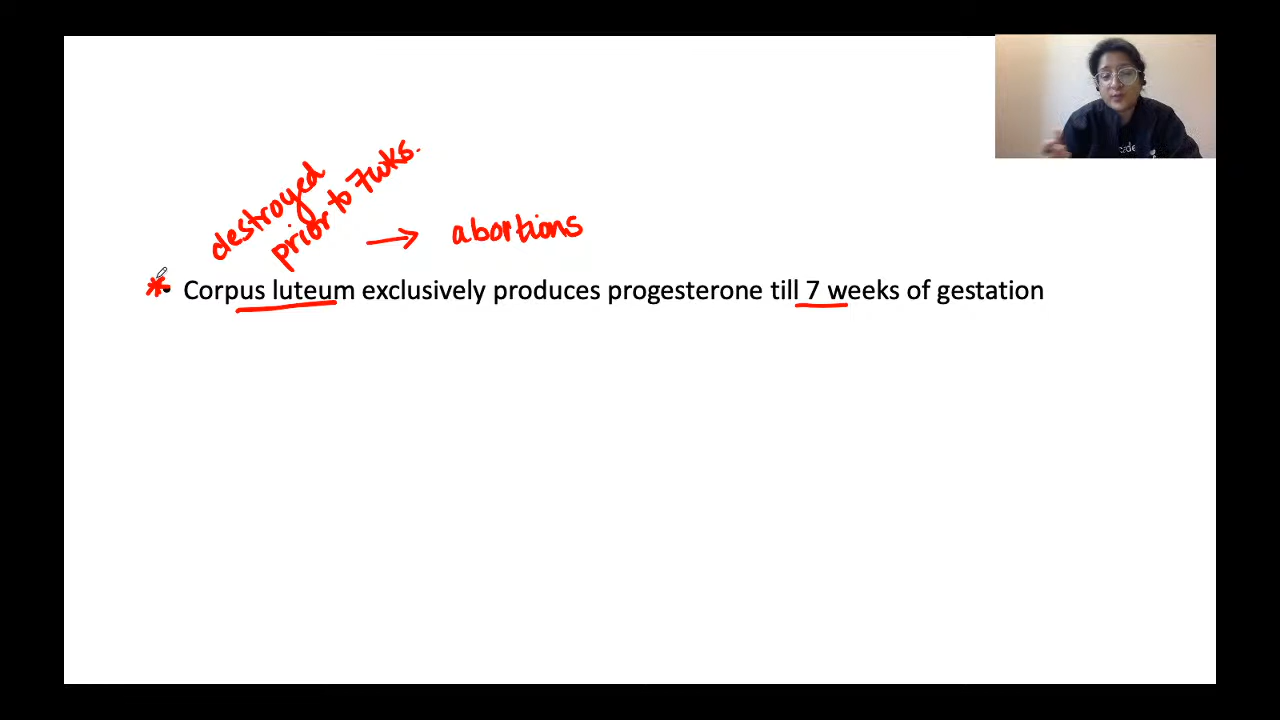 destroyed
prior to 7wks.
→ abortions
* • Corpus luteum exclusively produces progesterone till 7 weeks of gestation